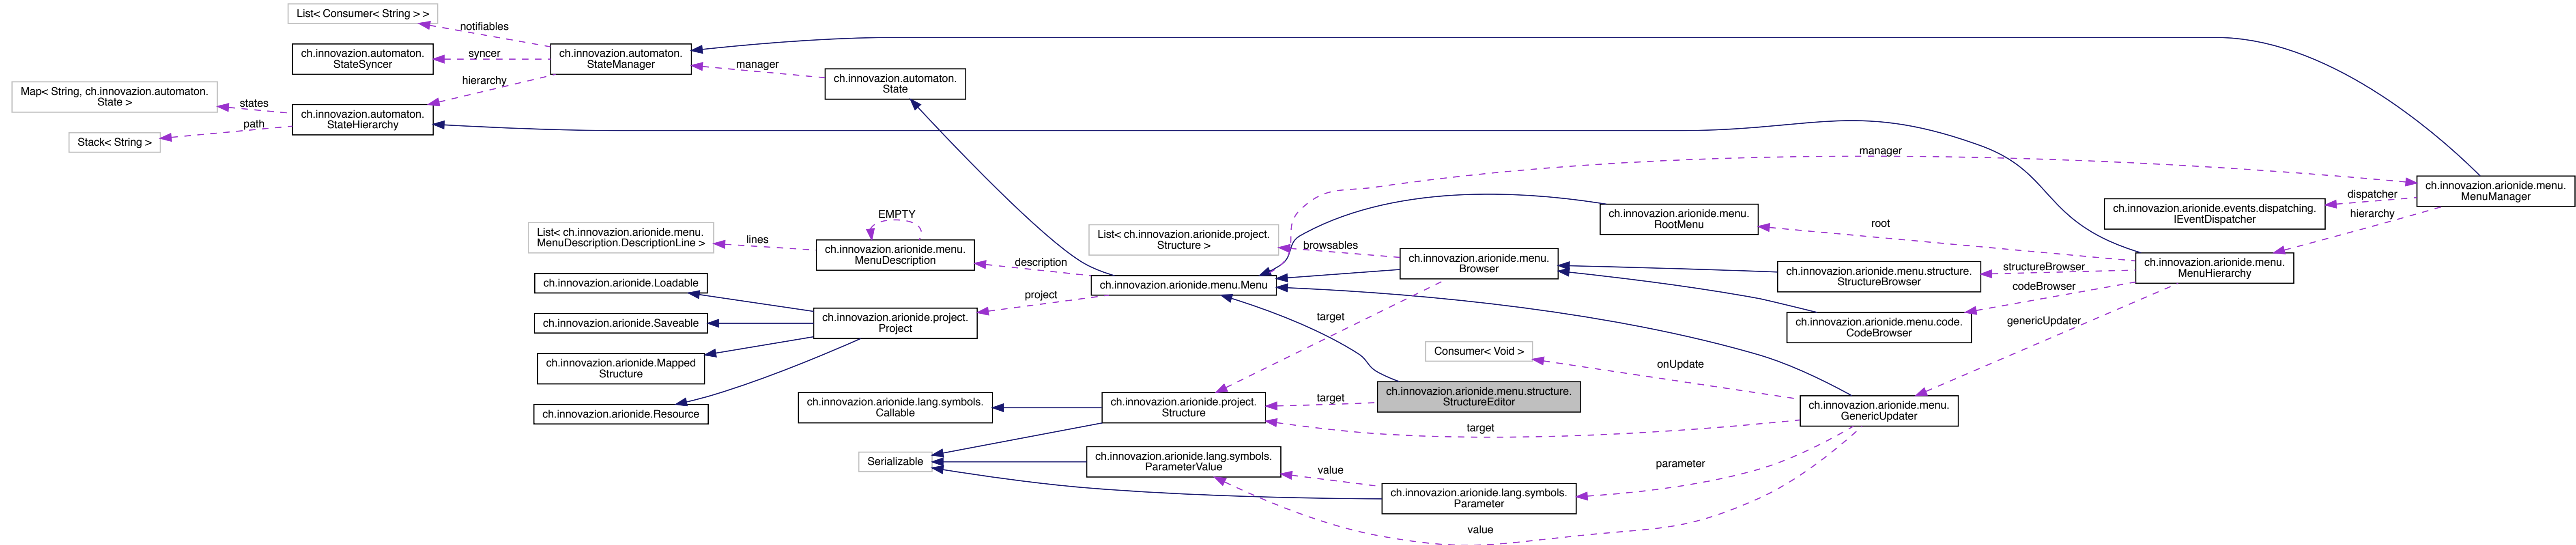 List< Consumer< String > >
notifiables
ch.innovazion.automaton.
StateSyncer
syncer
ch.innovazion.automaton.
StateManager
manager
ch.innovazion.automaton.
State
hierarchy
Map< String, ch.innovazion.automaton.
State >
states
ch.innovazion.automaton.
StateHierarchy
path
Stack< String >
manager
ch.innovazion.arionide.menu.
MenuManager
dispatcher
ch.innovazion.arionide.events.dispatching.
IEventDispatcher
hierarchy
EMPTY
ch.innovazion.arionide.menu.
RootMenu
root
List< ch.innovazion.arionide.menu.
MenuDescription.DescriptionLine >
lines
ch.innovazion.arionide.menu.
MenuDescription
description
List< ch.innovazion.arionide.project.
Structure >
browsables
ch.innovazion.arionide.menu.
Browser
ch.innovazion.arionide.menu.structure.
StructureBrowser
structureBrowser
ch.innovazion.arionide.menu.
MenuHierarchy
ch.innovazion.arionide.Loadable
ch.innovazion.arionide.menu.Menu
codeBrowser
project
ch.innovazion.arionide.Saveable
ch.innovazion.arionide.project.
Project
target
ch.innovazion.arionide.menu.code.
CodeBrowser
genericUpdater
ch.innovazion.arionide.Mapped
Structure
Consumer< Void >
onUpdate
ch.innovazion.arionide.Resource
ch.innovazion.arionide.lang.symbols.
Callable
ch.innovazion.arionide.project.
Structure
target
ch.innovazion.arionide.menu.structure.
StructureEditor
ch.innovazion.arionide.menu.
GenericUpdater
target
Serializable
ch.innovazion.arionide.lang.symbols.
ParameterValue
value
parameter
ch.innovazion.arionide.lang.symbols.
Parameter
value